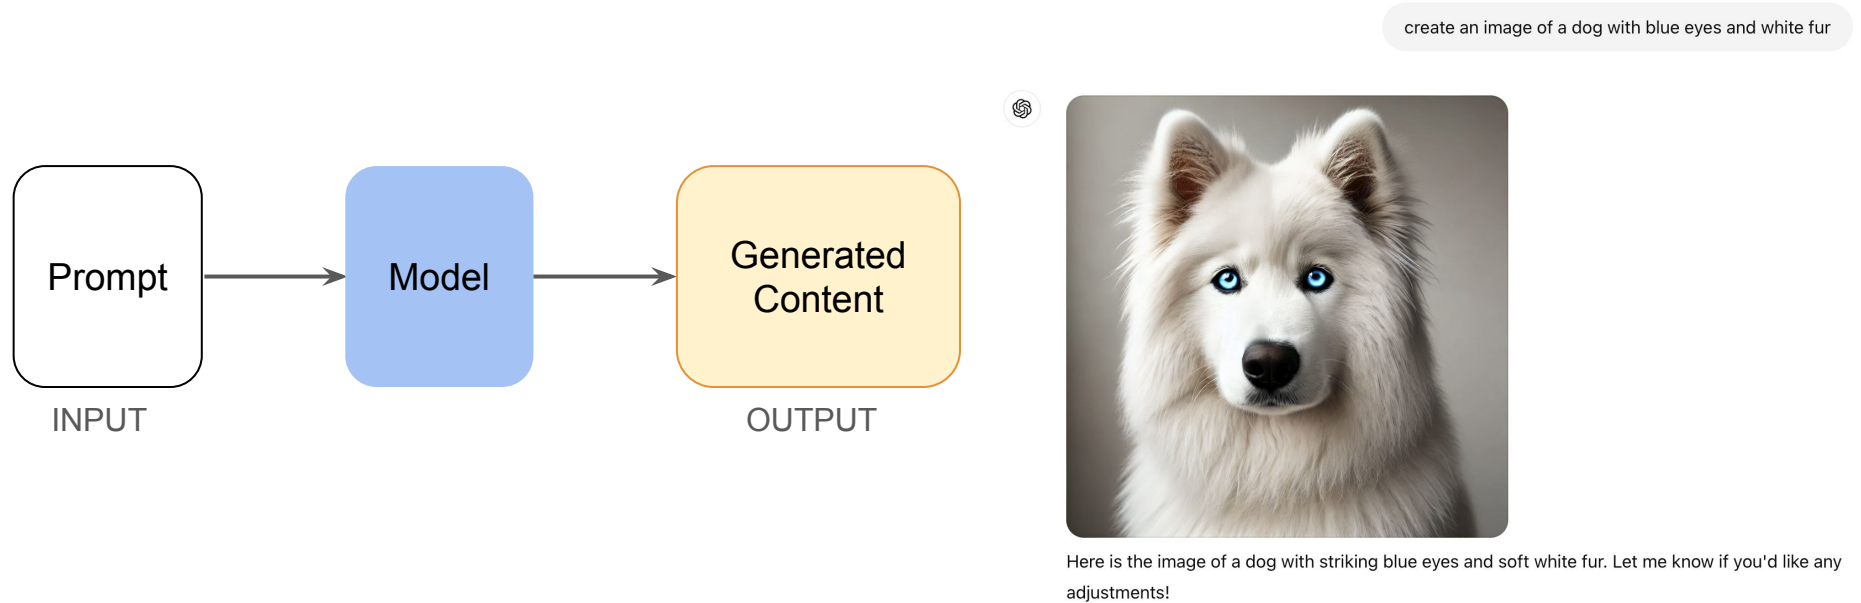 Prompt
Model
Generated
Content
INPUT
OUTPUT
create an image of a dog with blue eyes and white fur
Here is the image of a dog with striking blue eyes and soft white fur. Let me know if you'd like any
adjustments!